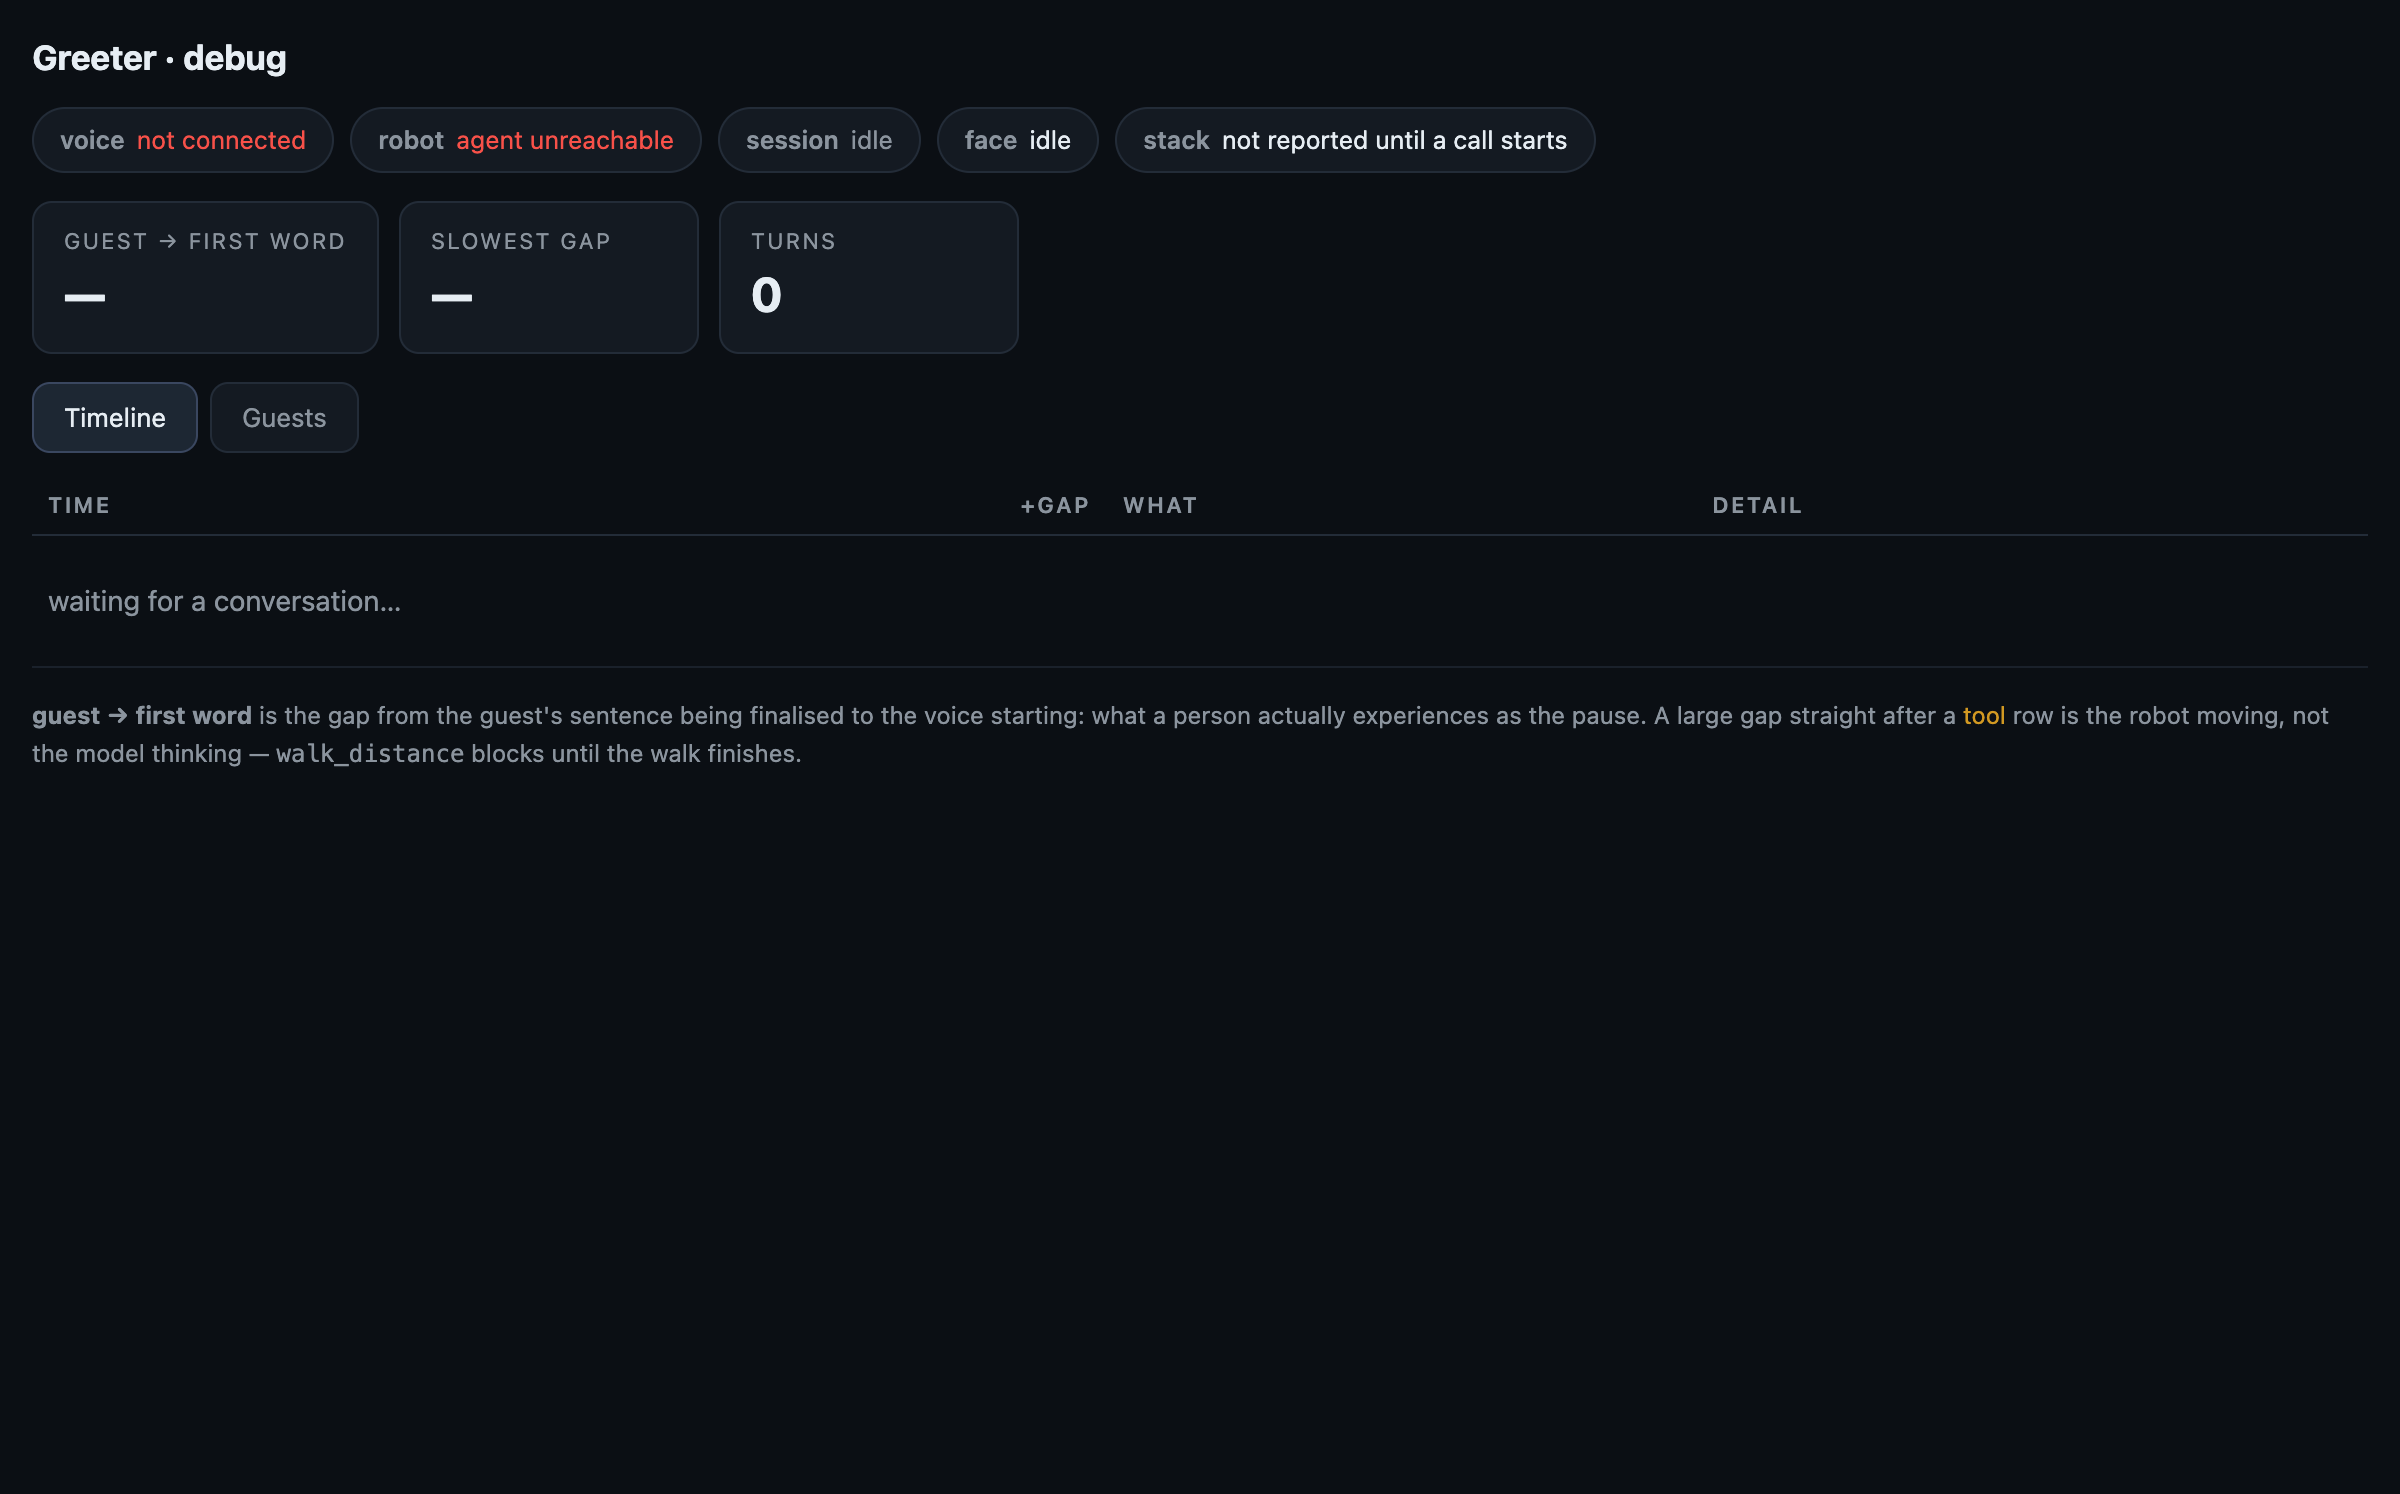 Greeter · debug
voice not connected
robot agent unreachable
session idle
face idle
stack not reported until a call starts
GUEST → FIRST WORD
—
SLOWEST GAP
—
TURNS
0
Timeline
Guests
TIME +GAP WHAT DETAIL
waiting for a conversation...
guest → first word is the gap from the guest's sentence being finalised to the voice starting: what a person actually experiences as the pause. A large gap straight after a tool row is the robot moving, not
the model thinking — walk_distance blocks until the walk finishes.